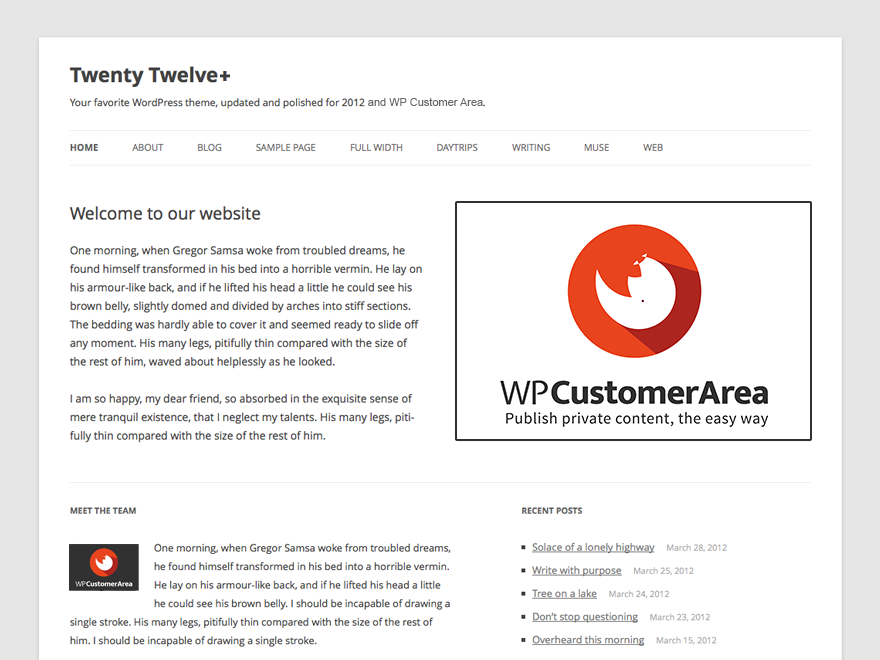 Twenty Twelve+
Your favorite WordPress theme, updated and polished for 2012 and WP Customer Area.
HOME ABOUT BLOG SAMPLE PAGE FULL WIDTH DAYTRIPS WRITING MUSE WEB
Welcome to our website
One morning, when Gregor Samsa woke from troubled dreams, he
found himself transformed in his bed into a horrible vermin. He lay on
his armour-like back, and if he lifted his head a little he could see his
brown belly, slightly domed and divided by arches into stiff sections.
The bedding was hardly able to cover it and seemed ready to slide off
any moment. His many legs, pitifully thin compared with the size of
the rest of him, waved about helplessly as he looked.
I am so happy, my dear friend, so absorbed in the exquisite sense of
mere tranquil existence, that I neglect my talents. His many legs, piti-
fully thin compared with the size of the rest of him.
WPCustomerArea
Publish private content, the easy way
MEET THE TEAM
WPCustomerArea
One morning, when Gregor Samsa woke from troubled dreams,
he found himself transformed in his bed into a horrible vermin.
He lay on his armour-like back, and if he lifted his head a little
he could see his brown belly. I should be incapable of drawing a
single stroke. His many legs, pitifully thin compared with the size of the rest of
him. I should be incapable of drawing a single stroke.
RECENT POSTS
Solace of a lonely highway March 28, 2012
Write with purpose March 25, 2012
Tree on a lake March 24, 2012
Don't stop questioning March 23, 2012
Overheard this morning March 15, 2012